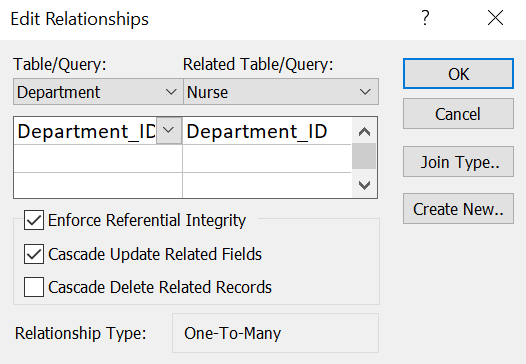 Edit Relationships ?
Table/Query: Related Table/Query:
Department Nurse
OK
Department_ID Department_ID
Cancel
Join Type..
Create New..
Enforce Referential Integrity
Cascade Update Related Fields
Cascade Delete Related Records
Relationship Type: One-To-Many